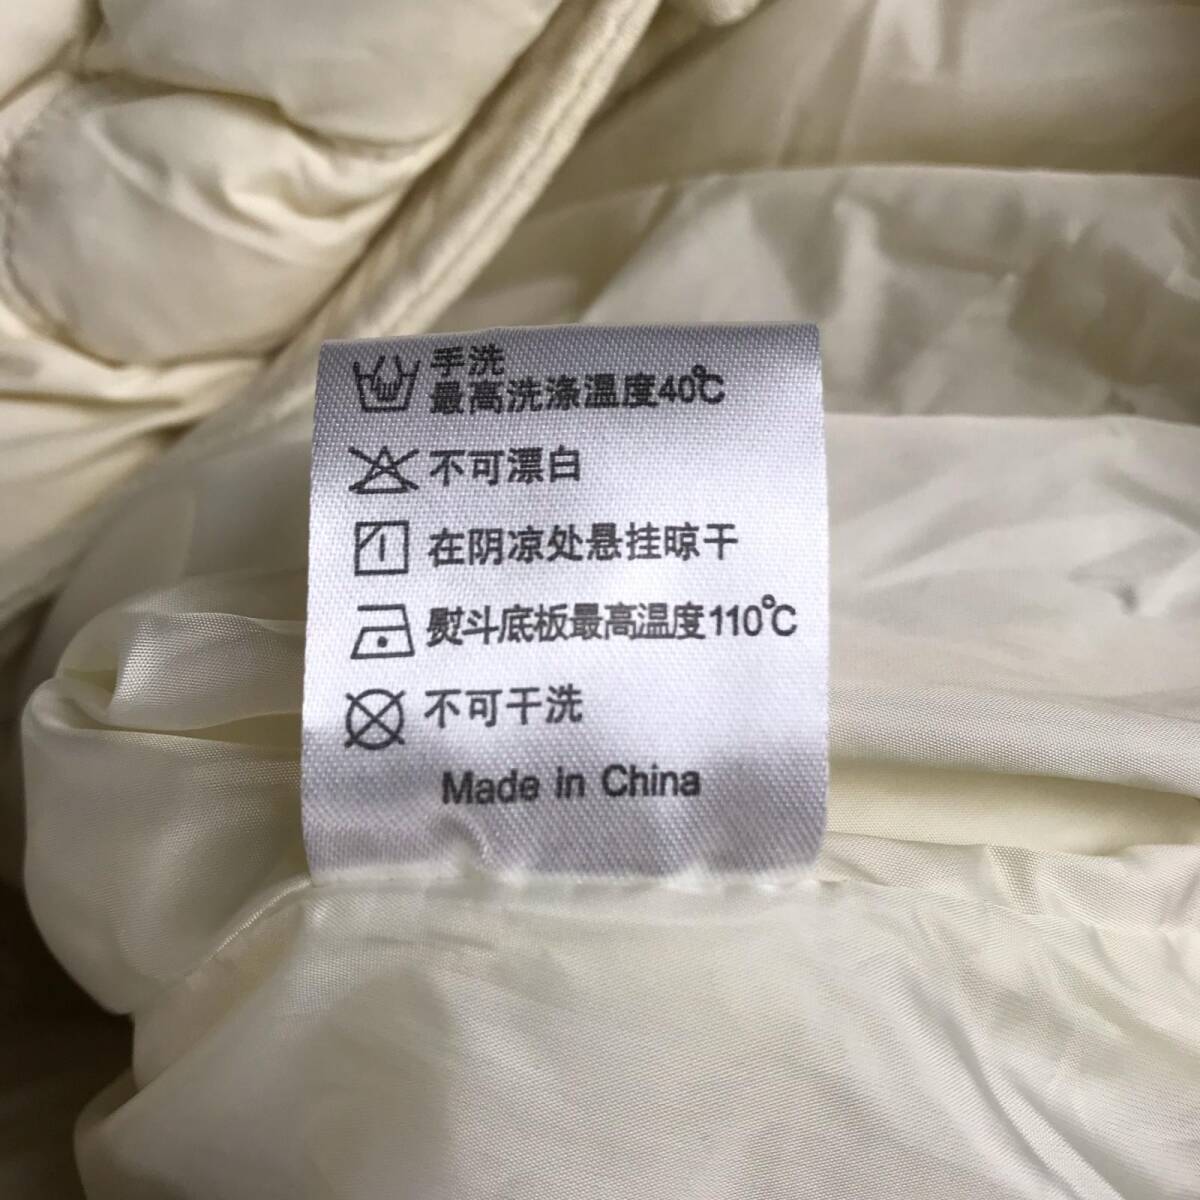 手洗
最高洗涤温度40℃
不可漂白
在阴凉处悬挂晾干
熨斗底板最高温度110℃
不可干洗
Made in China